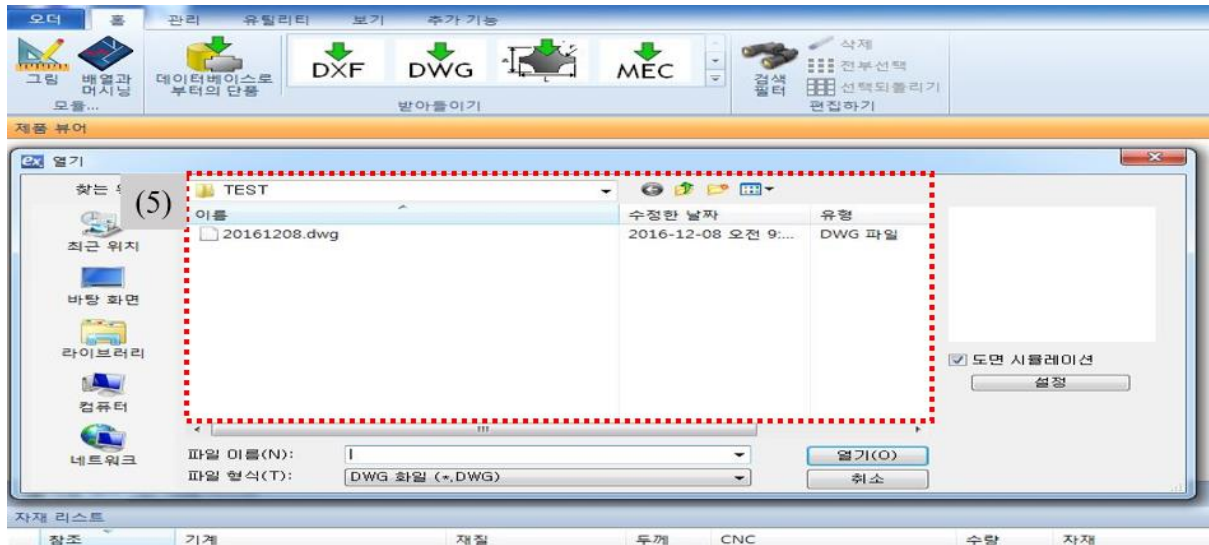 오더 홈 관리 유틸리티 보기 추가 기능
그림
배열과
머시닝
데이터베이스로
부터의 단품
DXF DWG L MEC
검색
필터
삭제
전부선택
선택되돌리기
모듈... 받아들이기 편집하기
제품 뷰어
ex 열기
찾는
(5)
TEST
이름 수정한 날짜 유형
20161208.dwg 2016-12-08 오전 9:... DWG 파일
최근 위치
바탕 화면
라이브러리
컴퓨터
네트워크
도면 시뮬레이션
설정
파일 이름(N): 열기(O)
파일 형식(T): DWG 화일 (*.DWG) 취소
자재 리스트
참조 기계 재질 두께 CNC 수량 자재